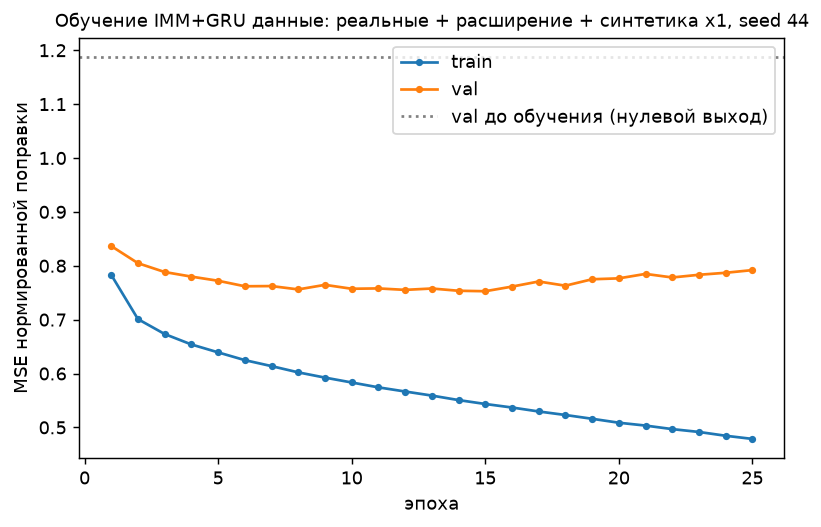 Обучение IMM+GRU данные: реальные + расширение + синтетика x1, seed 44
MSE нормированной поправки
1.2
1.1
1.0
0.9
0.8
0.7
0.6
0.5
train
val
val до обучения (нулевой выход)
0
5
10
15
20
25
эпоха